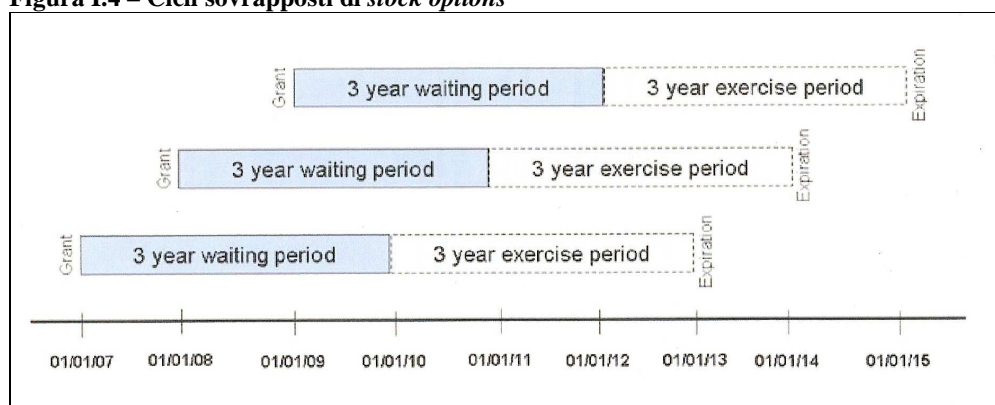 Figura 1.4 – Cicli sovrapposti di stock options
Grant
3 year waiting period
3 year exercise period
Expiration
Grant
3 year waiting period
3 year exercise period
Expiration
Grant
3 year waiting period
3 year exercise period
Expiration
01/01/07 01/01/08 01/01/09 01/01/10 01/01/11 01/01/12 01/01/13 01/01/14 01/01/15